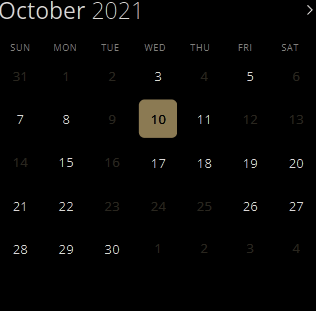 October 2021 >
SUN MON TUE WED THU FRI SAT
31 1 2 3 4 5 6
7 8 9 10 11 12 13
14 15 16 17 18 19 20
21 22 23 24 25 26 27
28 29 30 1 2 3 4